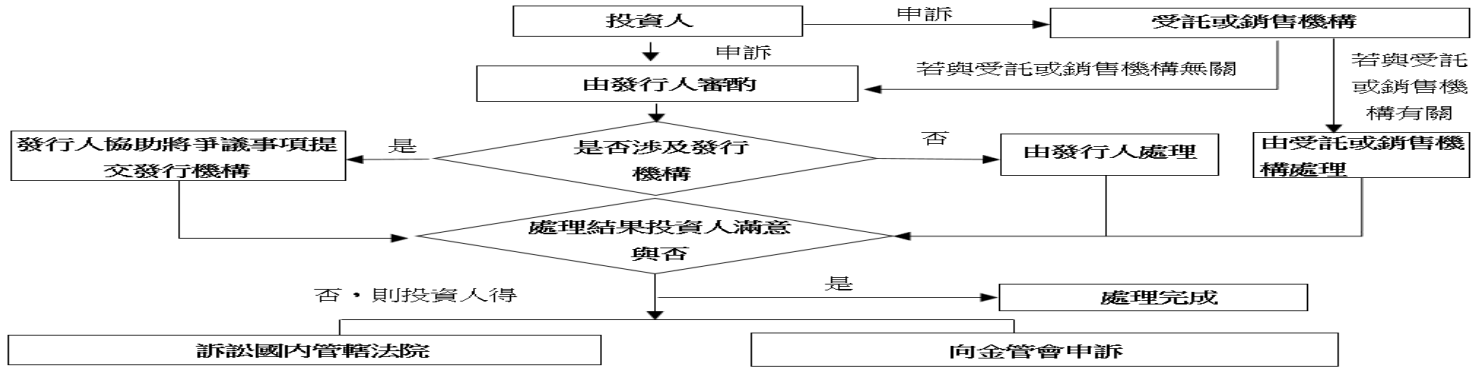 投資人
申訴
受託或銷售機構
申訴
由發行人審酌
若與受託或銷售機構無關
若與受託
或銷售機
構有關
發行人協助將爭議事項提
交發行機構
是
是否涉及發行
機構
否
由發行人處理
由受託或銷售機
構處理
處理結果投資人滿意
與否
否，則投資人得
是
處理完成
訴訟國內管轄法院
向金管會申訴